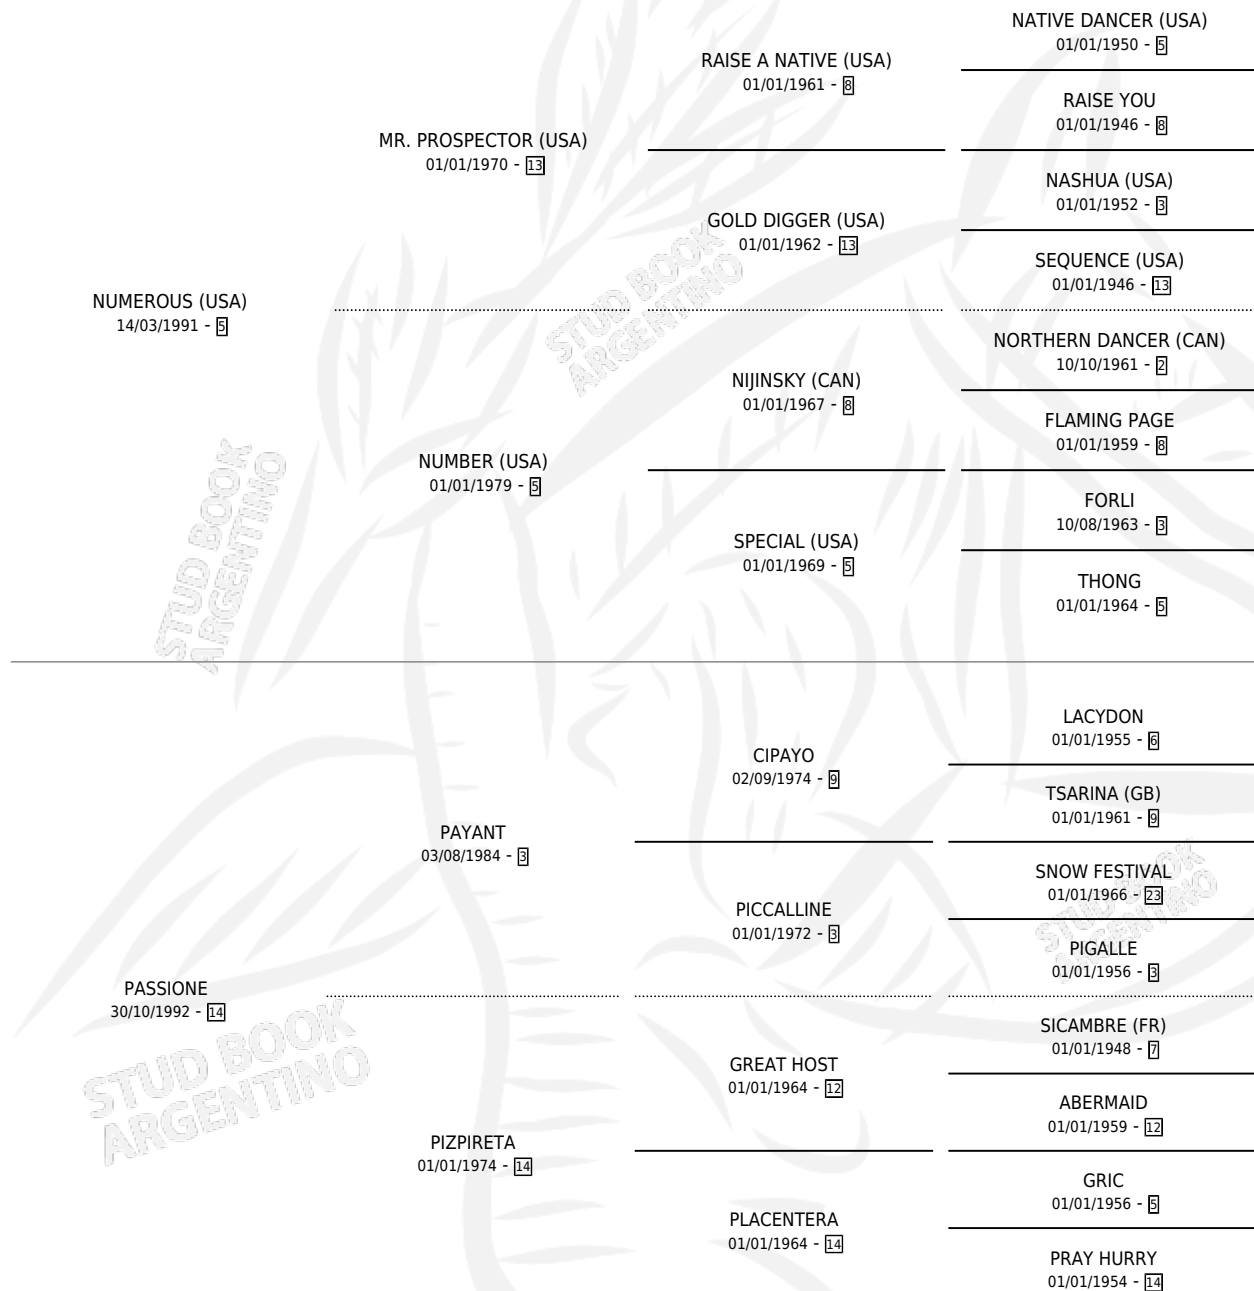 NATIVE DANCER (USA)
01/01/1950 - 5
RAISE A NATIVE (USA)
01/01/1961 - 8
RAISE YOU
01/01/1946 - 8
MR. PROSPECTOR (USA)
01/01/1970 - 13
NASHUA (USA)
01/01/1952 - 3
GOLD DIGGER (USA)
01/01/1962 - 13
SEQUENCE (USA)
01/01/1946 - 13
NUMEROUS (USA)
14/03/1991 - 5
NORTHERN DANCER (CAN)
10/10/1961 - 2
NIJINSKY (CAN)
01/01/1967 - 8
FLAMING PAGE
01/01/1959 - 8
NUMBER (USA)
01/01/1979 - 5
FORLI
10/08/1963 - 3
SPECIAL (USA)
01/01/1969 - 5
THONG
01/01/1964 - 5
LACYDON
01/01/1955 - 6
CIPAYO
02/09/1974 - 9
TSARINA (GB)
01/01/1961 - 9
PAYANT
03/08/1984 - 3
SNOW FESTIVAL
01/01/1966 - 23
PICCALLINE
01/01/1972 - 3
PIGALLE
01/01/1956 - 3
PASSIONE
30/10/1992 - 14
SICAMBRE (FR)
01/01/1948 - 7
GREAT HOST
01/01/1964 - 12
ABERMAID
01/01/1959 - 12
PIZPIRETA
01/01/1974 - 14
GRIC
01/01/1956 - 5
PLACENTERA
01/01/1964 - 14
PRAY HURRY
01/01/1954 - 14
STUD BOOK
ARGENTINO
STUD BOOK
ARGENTINO
STUD BOOK
ARGENTINO
STUD BOOK
ARGENTINO